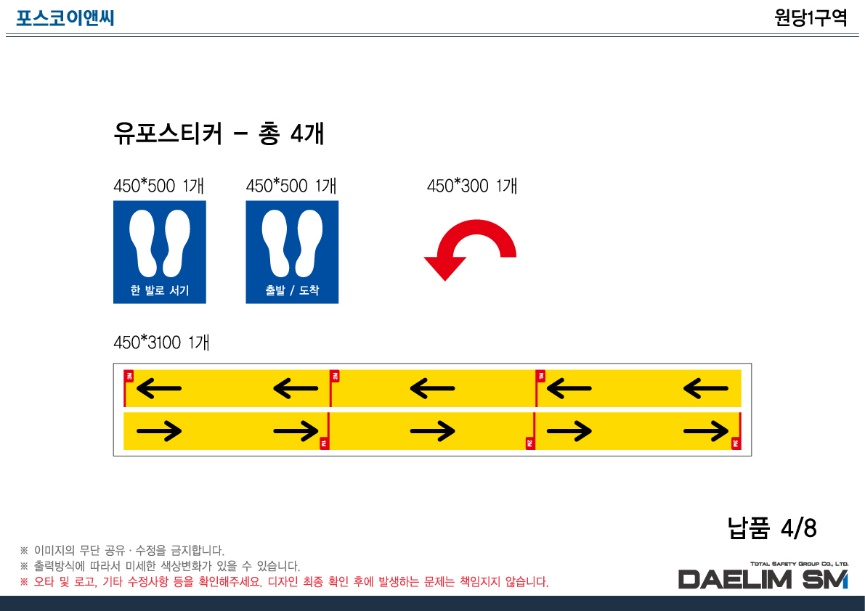 포스코이앤씨
원당1구역
유포스티커 - 총 4개
450*500 1개
450*500 1개
450*300 1개
한 발로 서기
출발 / 도착
450*3100 1개
납품 4/8
※ 이미지의 무단 공유 · 수정을 금지합니다.
※ 출력방식에 따라서 미세한 색상변화가 있을 수 있습니다.
※ 오타 및 로고, 기타 수정사항 등을 확인해주세요. 디자인 최종 확인 후에 발생하는 문제는 책임지지 않습니다.
TOTAL SAFETY GROUP CO., LTD.
DAELIM SM